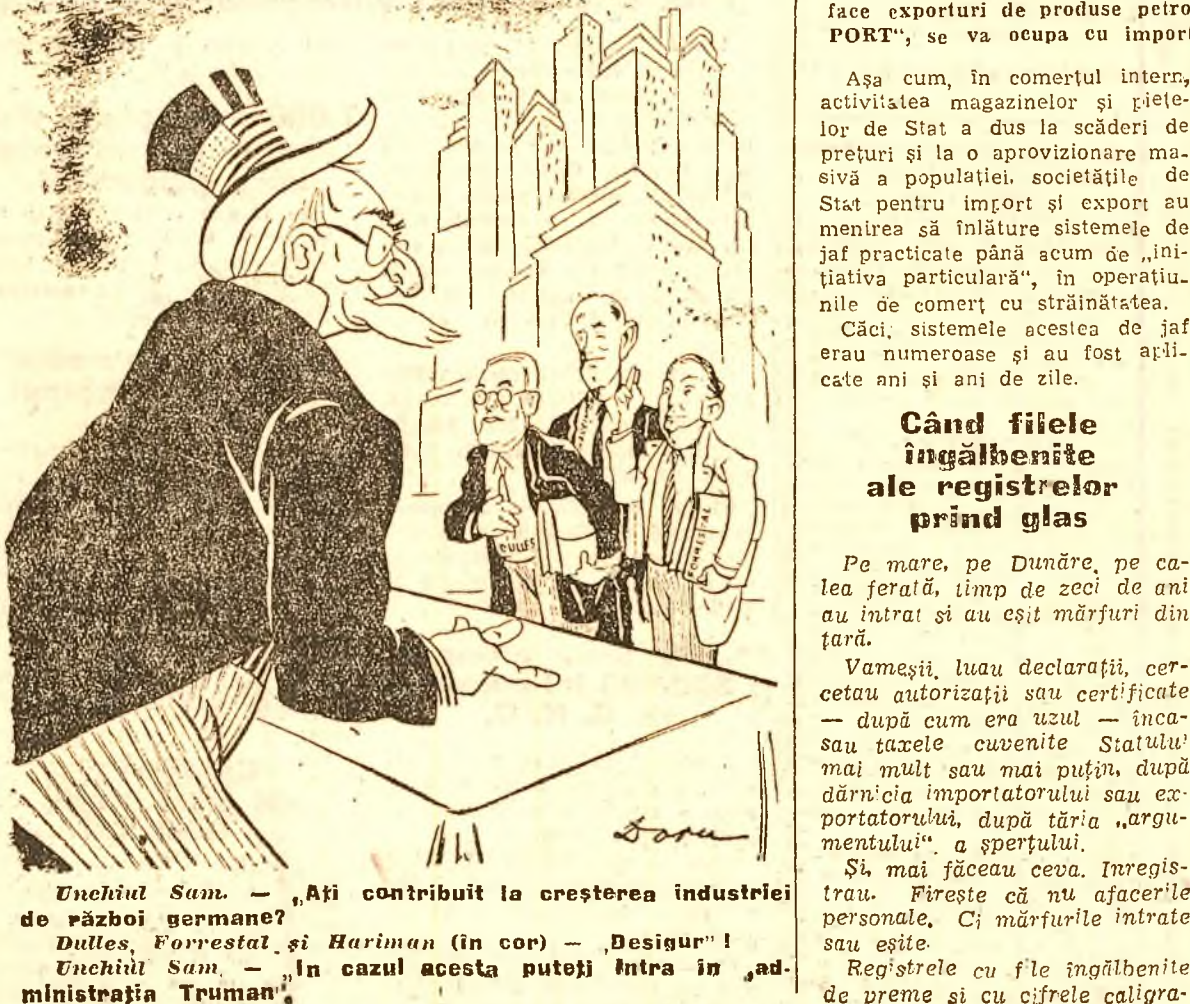 DULLES
FORRESTAL
Doru
Unchiul Sam. — „Ați contribuit la creșterea industriei
de război germane?
Dulles, Forrestal și Hariman (în cor) — „Desigur" !
Unchiul Sam. — „In cazul acesta puteți intra în „ad-
ministrația Truman".
face exporturi de produse petro
PORT", se va ocupa cu import
Așa cum, în comerțul intern,
activitatea magazinelor și piețe-
lor de Stat a dus la scăderi de
prețuri și la o aprovizionare ma-
sivă a populației, societățile de
Stat pentru import și export au
menirea să înlăture sistemele de
jaf practicate până acum de „ini-
țiativa particulară", în operațiu-
nile de comerț cu străinătatea.
Căci, sistemele acestea de jaf
erau numeroase și au fost apli-
cate ani și ani de zile.
Când filele
îngălbenite
ale registrelor
prind glas
Pe mare, pe Dunăre, pe ca-
lea ferată, timp de zeci de ani
au intrat și au eșit mărfuri din
țară.
Vameșii, luau declarații, cer-
cetau autorizații sau certificate
— după cum era uzul — înca-
sau taxele cuvenite Statului
mai mult sau mai puțin, după
dărnicia importatorului sau ex-
portatorului, după tăria „argu-
mentului". a șperțului.
Și, mai făceau ceva. Inregis-
trau. Firește că nu afacerile
personale. Ci mărfurile intrate
sau eșite.
Registrele cu file îngălbenite
de vreme și cu cifrele caligra-